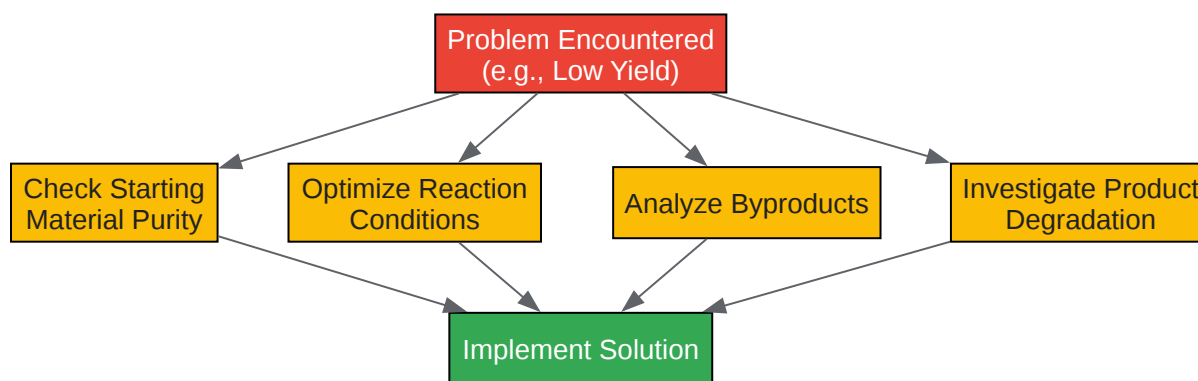 Problem Encountered
(e.g., Low Yield)
Check Starting
Material Purity
Optimize Reaction
Conditions
Analyze Byproducts
Investigate Product
Degradation
Implement Solution